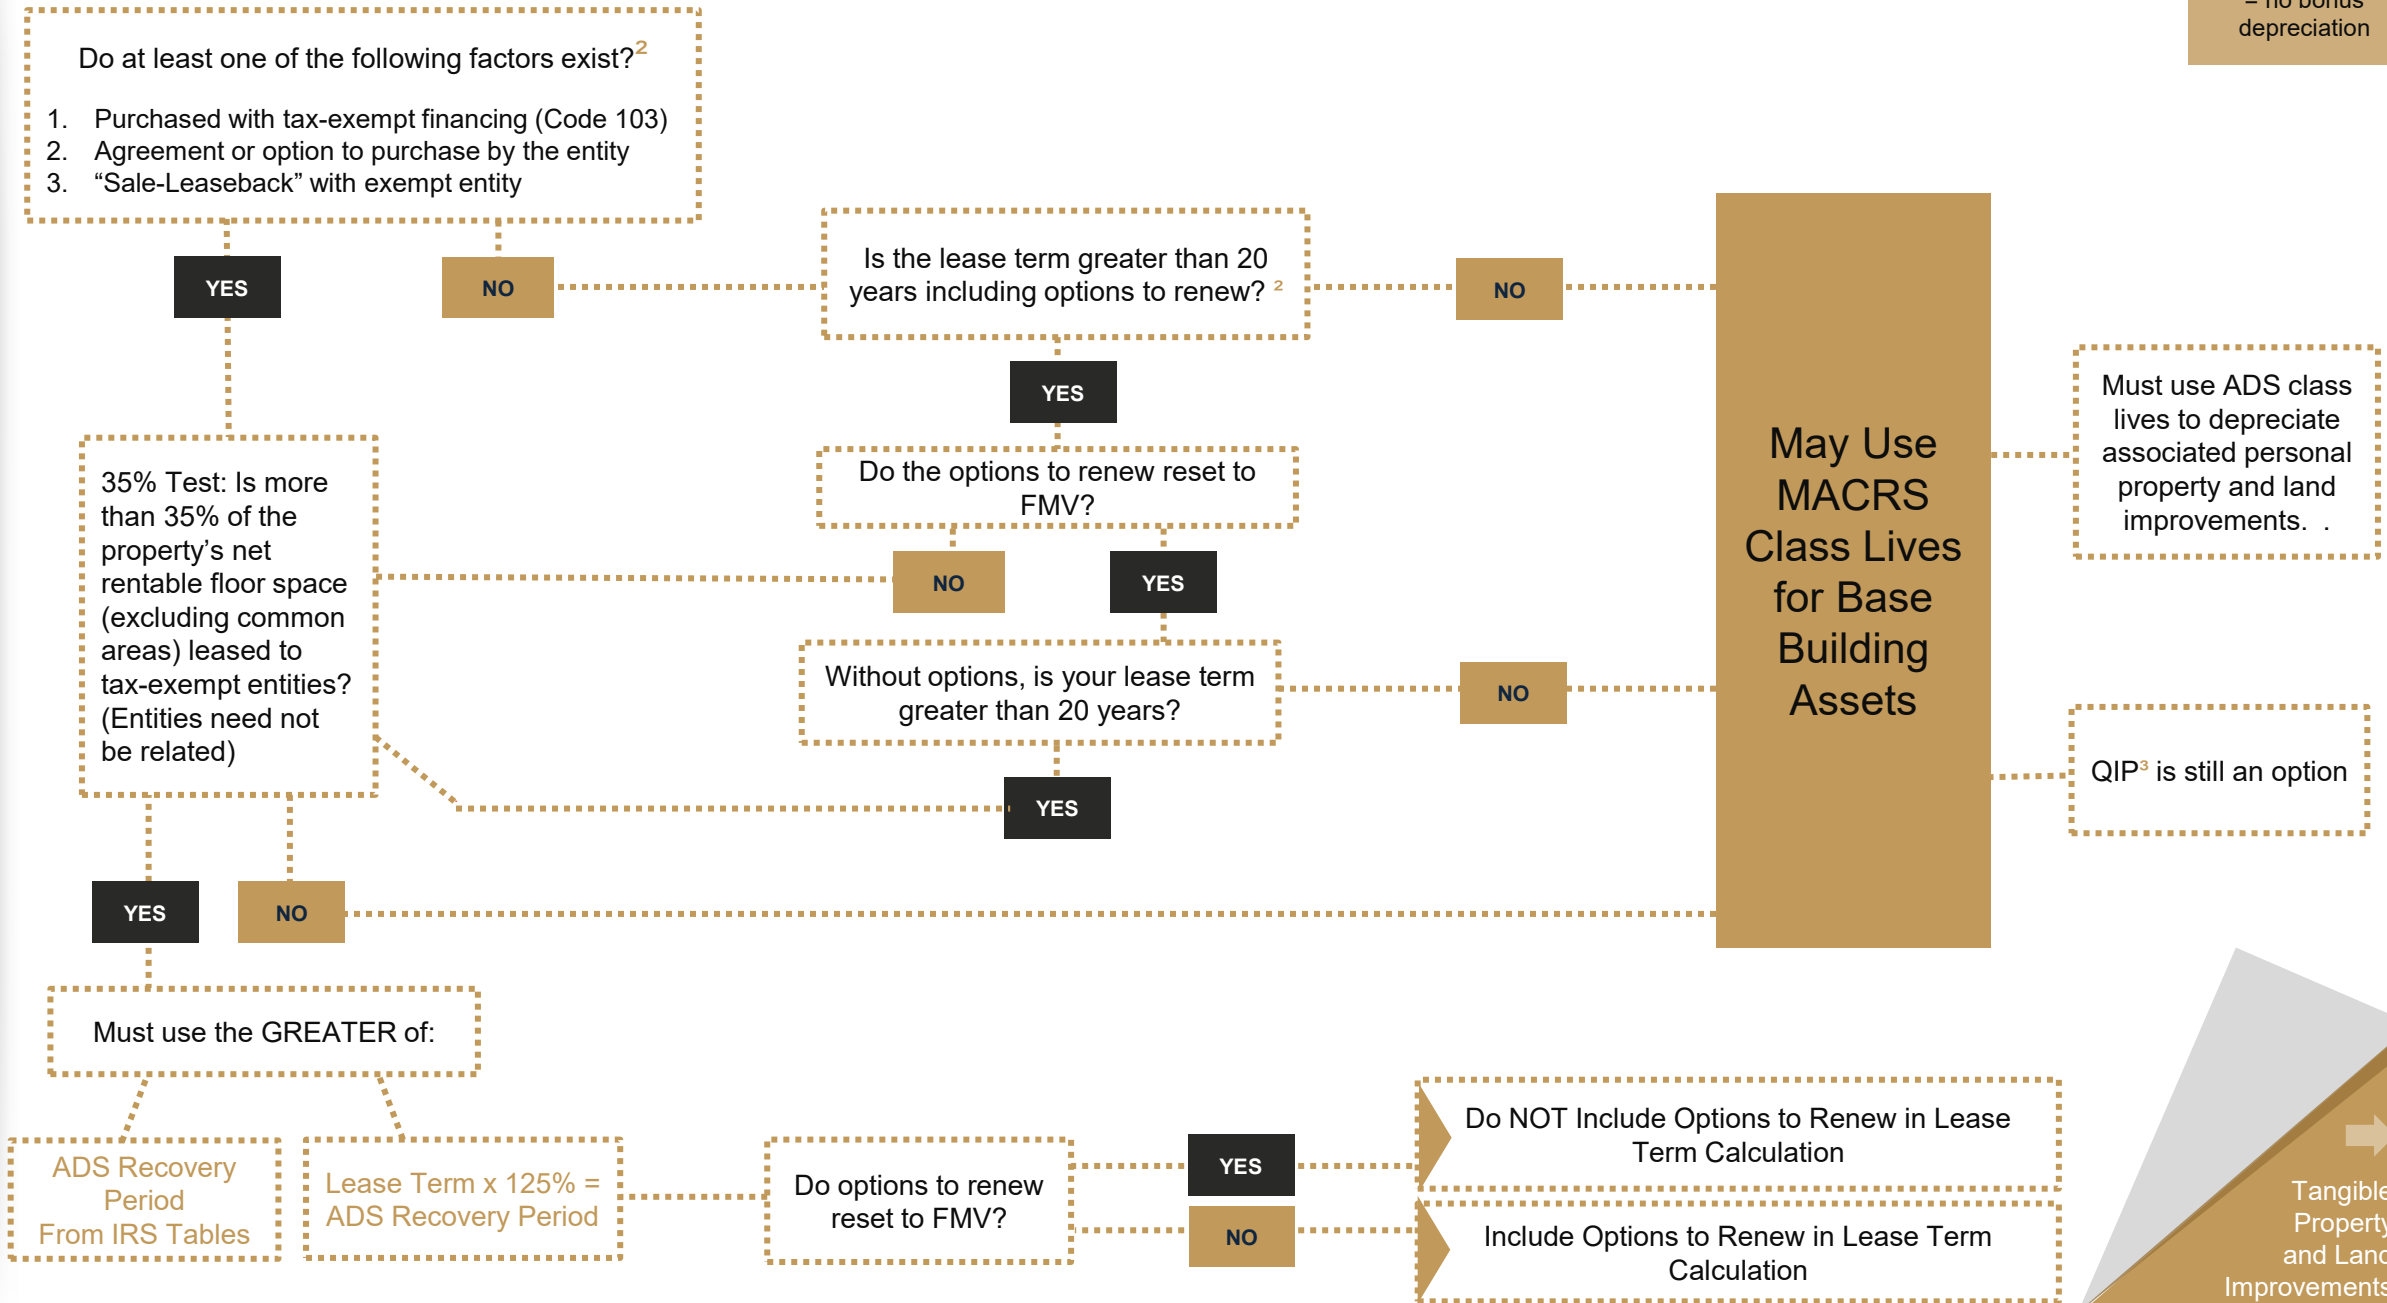 = no bonus
depreciation
Do at least one of the following factors exist?²
1. Purchased with tax-exempt financing (Code 103)
2. Agreement or option to purchase by the entity
3. “Sale-Leaseback” with exempt entity
YES
NO
Is the lease term greater than 20
years including options to renew? ²
NO
YES
Do the options to renew reset to
FMV?
NO
YES
Without options, is your lease term
greater than 20 years?
NO
YES
35% Test: Is more
than 35% of the
property’s net
rentable floor space
(excluding common
areas) leased to
tax-exempt entities?
(Entities need not
be related)
YES
NO
May Use
MACRS
Class Lives
for Base
Building
Assets
Must use ADS class
lives to depreciate
associated personal
property and land
improvements. .
QIP³ is still an option
Must use the GREATER of:
ADS Recovery
Period
From IRS Tables
Lease Term x 125% =
ADS Recovery Period
Do options to renew
reset to FMV?
YES
NO
Do NOT Include Options to Renew in Lease
Term Calculation
Include Options to Renew in Lease Term
Calculation
Tangible
Property
and Land
Improvements